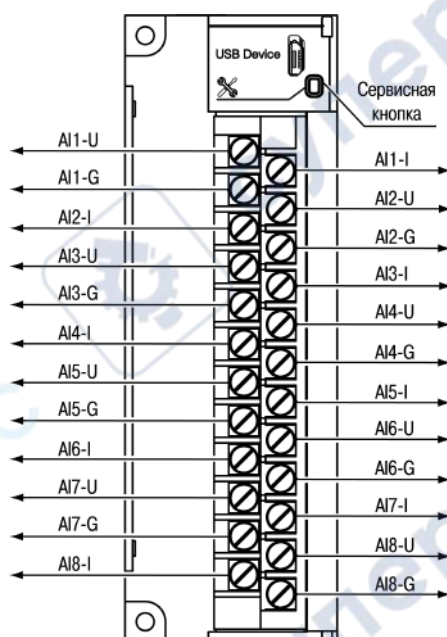 USB Device
Сервисная
кнопка
AI1-U
AI1-I
AI1-G
AI2-U
AI2-I
AI2-G
AI3-U
AI3-I
AI3-G
AI4-U
AI4-I
AI4-G
AI5-U
AI5-I
AI5-G
AI6-U
AI6-I
AI6-G
AI7-U
AI7-I
AI7-G
AI8-U
AI8-I
AI8-G